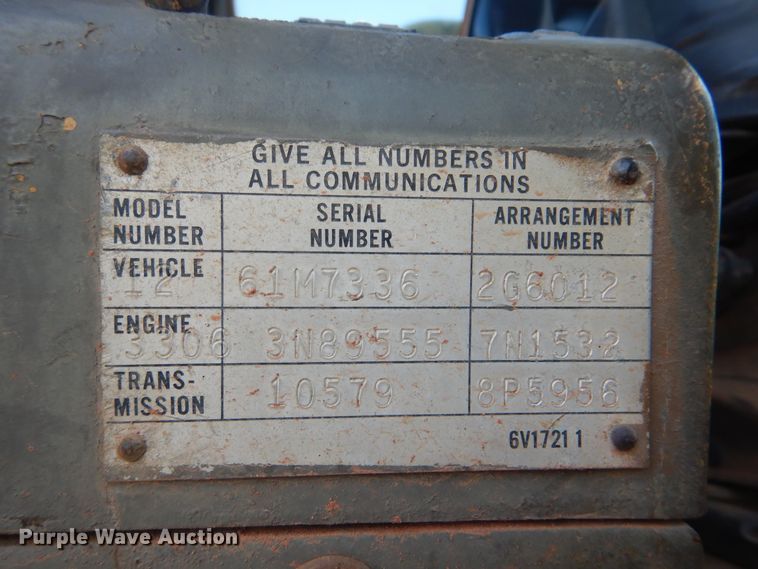 GIVE ALL NUMBERS IN
ALL COMMUNICATIONS
MODEL NUMBER SERIAL NUMBER ARRANGEMENT NUMBER
VEHICLE 12 61M7336 2G6012
ENGINE 3306 3N89555 7N1532
TRANS-MISSION 10579 8P5956
6V1721 1
Purple Wave Auction